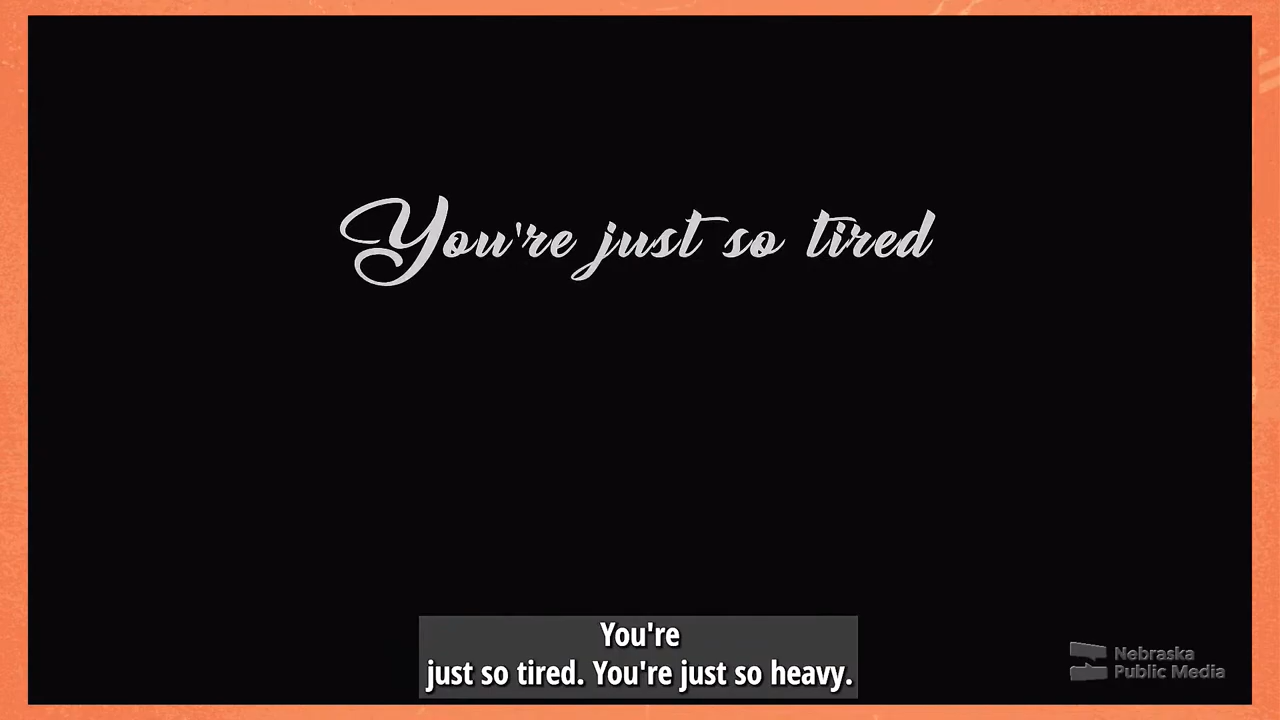 You're just so tired
You're
just so tired. You're just so heavy.
Nebraska
Public Media